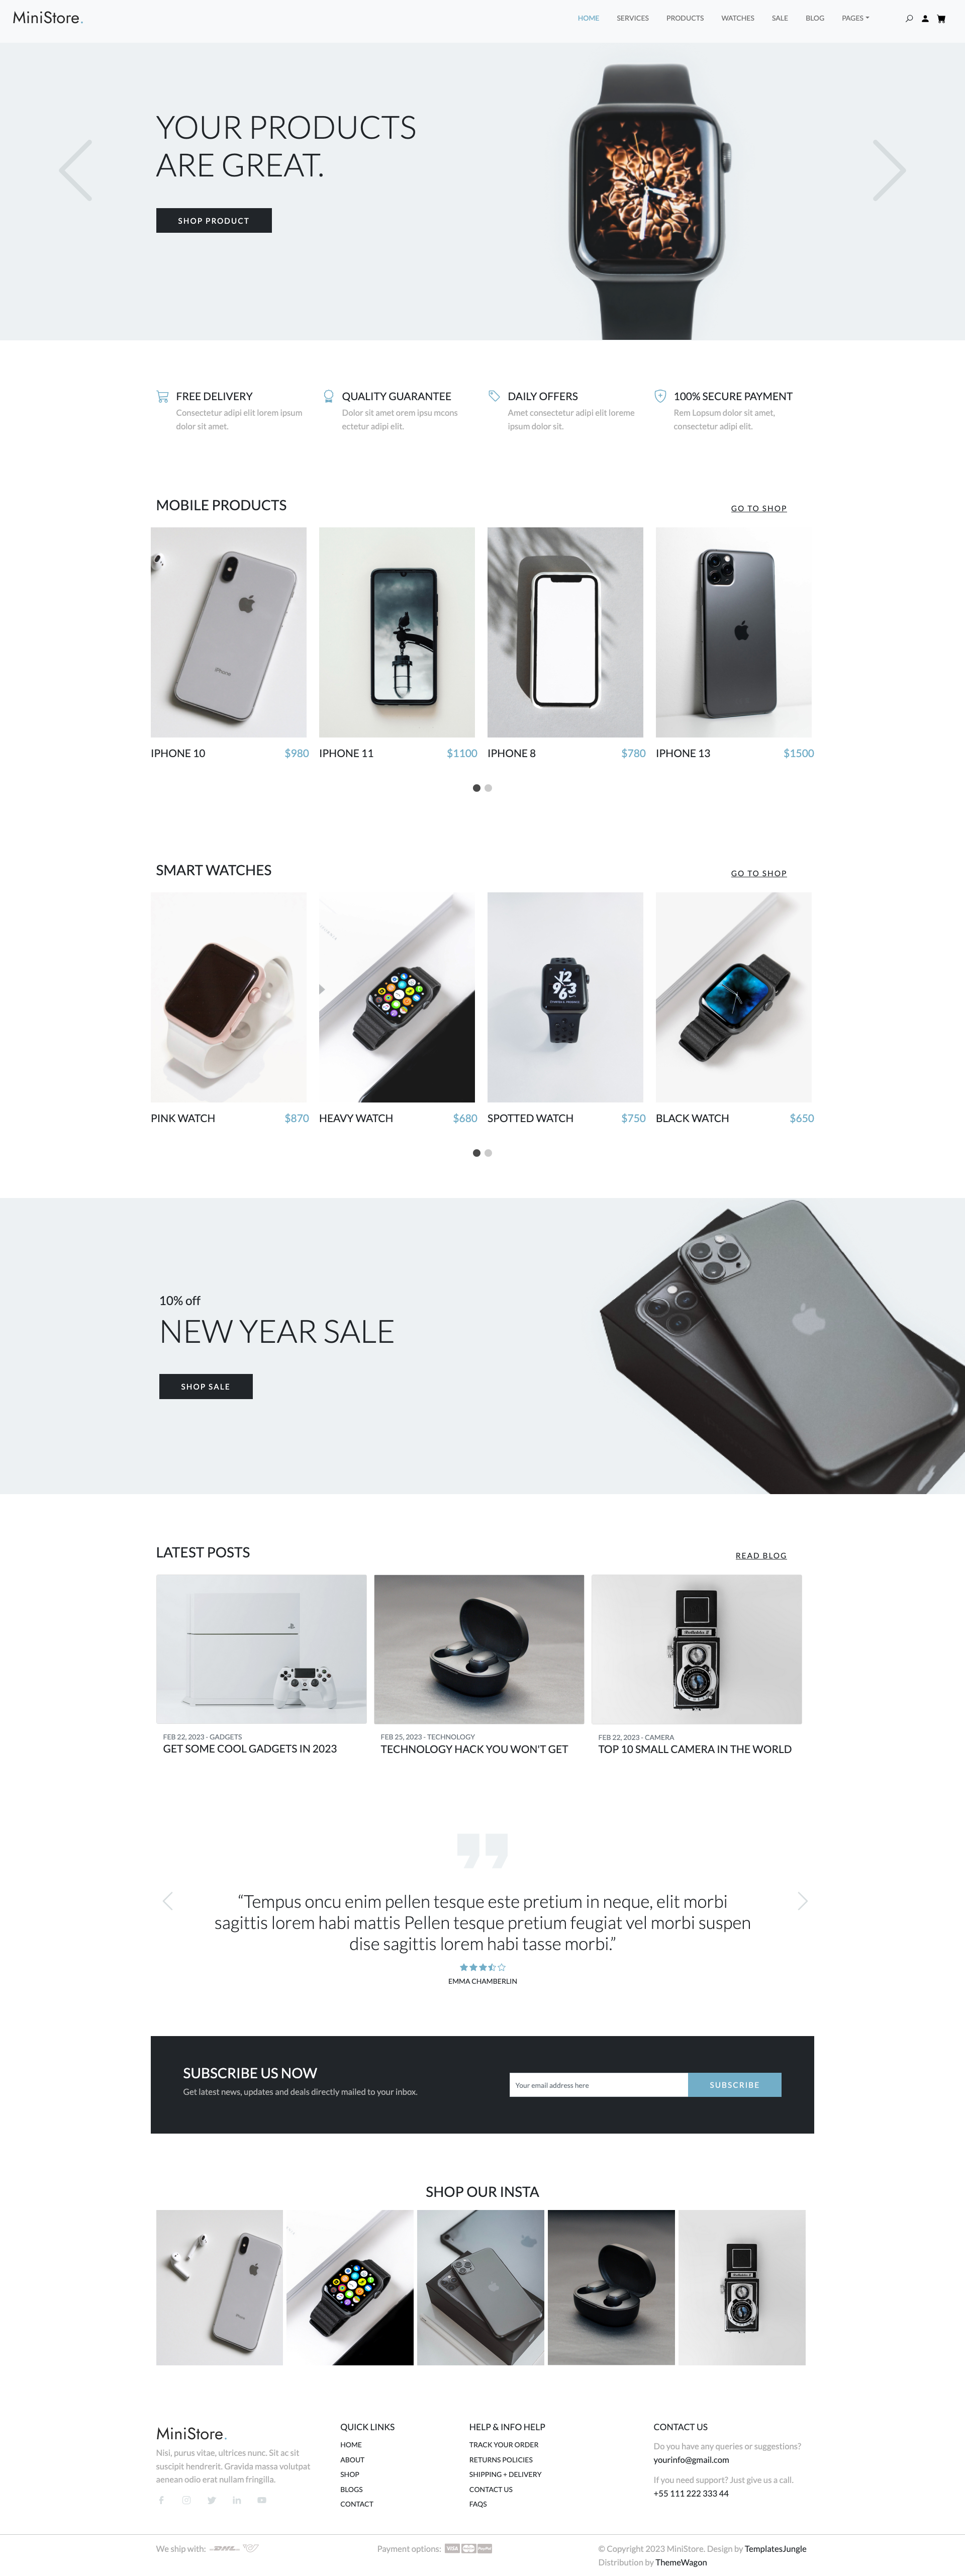 MiniStore.
HOME SERVICES PRODUCTS WATCHES SALE BLOG PAGES
YOUR PRODUCTS
ARE GREAT.
SHOP PRODUCT
FREE DELIVERY
Consectetur adipi elit lorem ipsum
dolor sit amet.
QUALITY GUARANTEE
Dolor sit amet orem ipsu mcons
ectetur adipi elit.
DAILY OFFERS
Amet consectetur adipi elit loreme
ipsum dolor sit.
100% SECURE PAYMENT
Rem Lopsum dolor sit amet,
consectetur adipi elit.
MOBILE PRODUCTS
GO TO SHOP
iPhone
IPHONE 10 $980
IPHONE 11 $1100
IPHONE 8 $780
IPHONE 13 $1500
SMART WATCHES
GO TO SHOP
12
9 3
6
PINK WATCH $870
HEAVY WATCH $680
SPOTTED WATCH $750
BLACK WATCH $650
10% off
NEW YEAR SALE
SHOP SALE
LATEST POSTS
READ BLOG
FEB 22, 2023 - GADGETS
GET SOME COOL GADGETS IN 2023
FEB 25, 2023 - TECHNOLOGY
TECHNOLOGY HACK YOU WON'T GET
FEB 22, 2023 - CAMERA
TOP 10 SMALL CAMERA IN THE WORLD
“Tempus oncu enim pellen tesque este pretium in neque, elit morbi
sagittis lorem habi mattis Pellen tesque pretium feugiat vel morbi suspen
dise sagittis lorem habi tasse morbi.”
EMMA CHAMBERLIN
SUBSCRIBE US NOW
Get latest news, updates and deals directly mailed to your inbox.
Your email address here
SUBSCRIBE
SHOP OUR INSTA
MiniStore.
Nisi, purus vitae, ultrices nunc. Sit ac sit
suscipit hendrerit. Gravida massa volutpat
aenean odio erat nullam fringilla.
QUICK LINKS
HOME
ABOUT
SHOP
BLOGS
CONTACT
HELP & INFO HELP
TRACK YOUR ORDER
RETURNS POLICIES
SHIPPING + DELIVERY
CONTACT US
FAQS
CONTACT US
Do you have any queries or suggestions?
yourinfo@gmail.com
If you need support? Just give us a call.
+55 111 222 333 44
We ship with: DHL
Payment options: VISA MasterCard PayPal
© Copyright 2023 MiniStore. Design by TemplatesJungle
Distribution by ThemeWagon